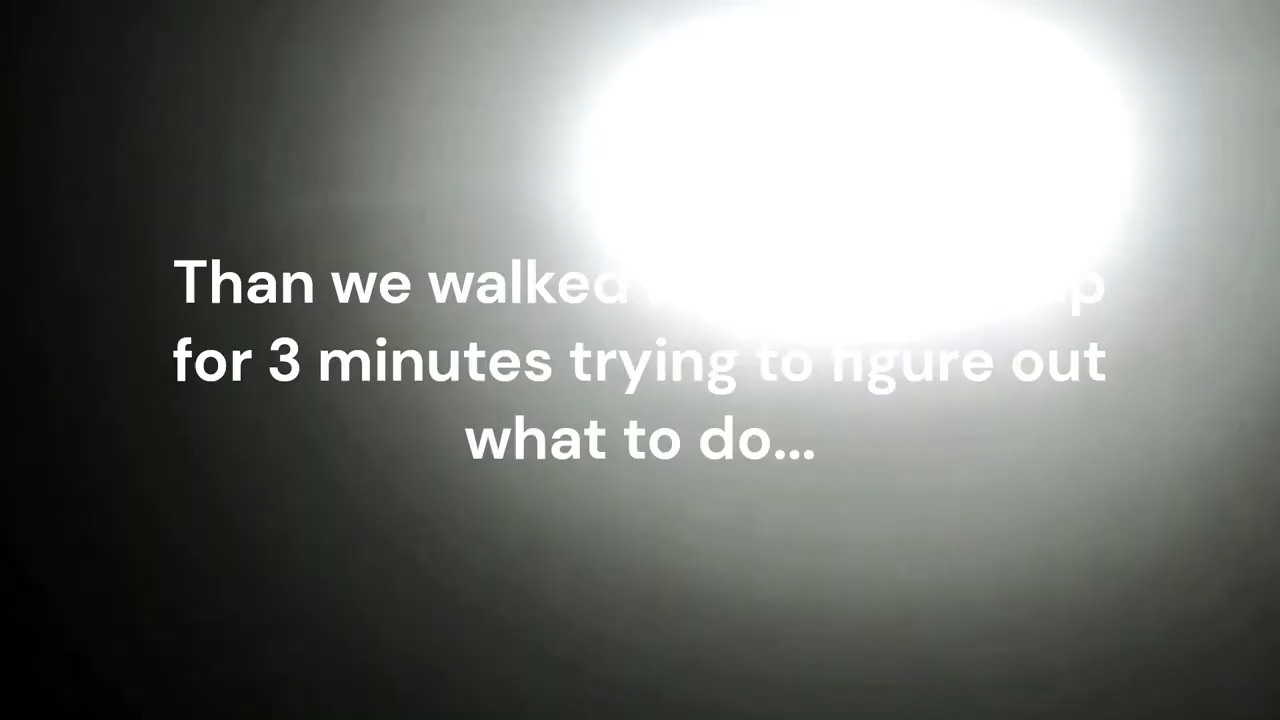 Than we walked
for 3 minutes trying to figure out
what to do...